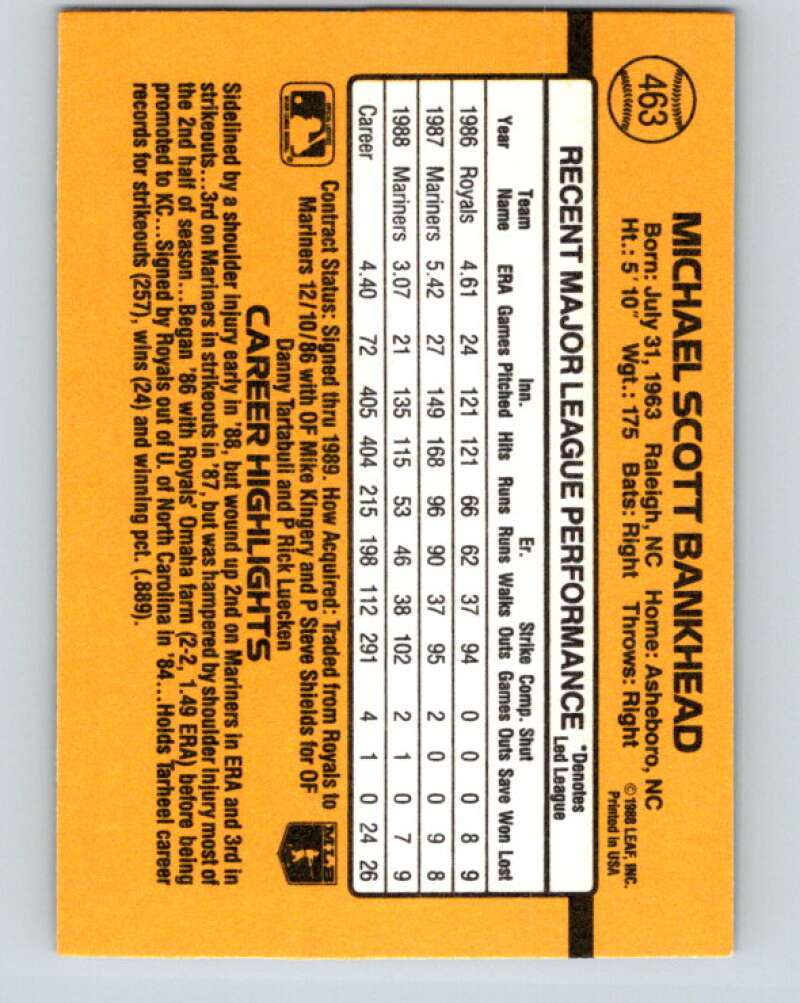 463
MICHAEL SCOTT BANKHEAD
Born: July 31, 1963 Raleigh, NC Home: Asheboro, NC
Ht.: 5' 10" Wgt.: 175 Bats: Right Throws: Right
© 1988 LEAF, INC.
Printed in USA
RECENT MAJOR LEAGUE PERFORMANCE *Denotes
Led League
Team Inn. Er. Strike Comp. Shut
Year Name ERA Games Pitched Hits Runs Runs Walks Outs Games Outs Save Won Lost
1986 Royals 4.61 24 121 121 66 62 37 94 0 0 0 8 9
1987 Mariners 5.42 27 149 168 96 90 37 95 2 0 0 9 8
1988 Mariners 3.07 21 135 115 53 46 38 102 2 1 0 7 9
Career 4.40 72 405 404 215 198 112 291 4 1 0 24 26
Contract Status: Signed thru 1989. How Acquired: Traded from Royals to
Mariners 12/10/86 with OF Mike Kingery and P Steve Shields for OF
Danny Tartabull and P Rick Luecken
MLB
CAREER HIGHLIGHTS
Sidelined by a shoulder injury early in '88, but wound up 2nd on Mariners in ERA and 3rd in
strikeouts...3rd on Mariners in strikeouts in '87, but was hampered by shoulder injury most of
the 2nd half of season...Began '86 with Royals' Omaha farm (2-2, 1.49 ERA) before being
promoted to KC...Signed by Royals out of U. of North Carolina in '84...Holds Tarheel career
records for strikeouts (257), wins (24) and winning pct. (.889).